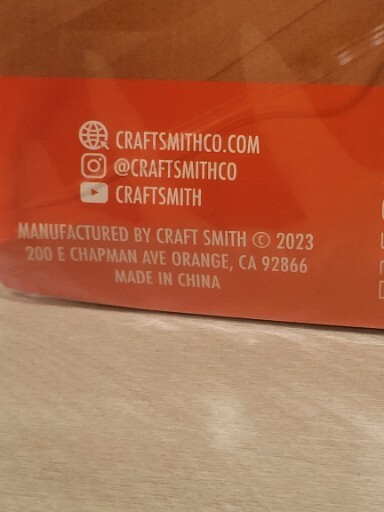 CRAFTSMITHCO.COM
@CRAFTSMITHCO
CRAFTSMITH
MANUFACTURED BY CRAFT SMITH © 2023
200 E CHAPMAN AVE ORANGE, CA 92866
MADE IN CHINA